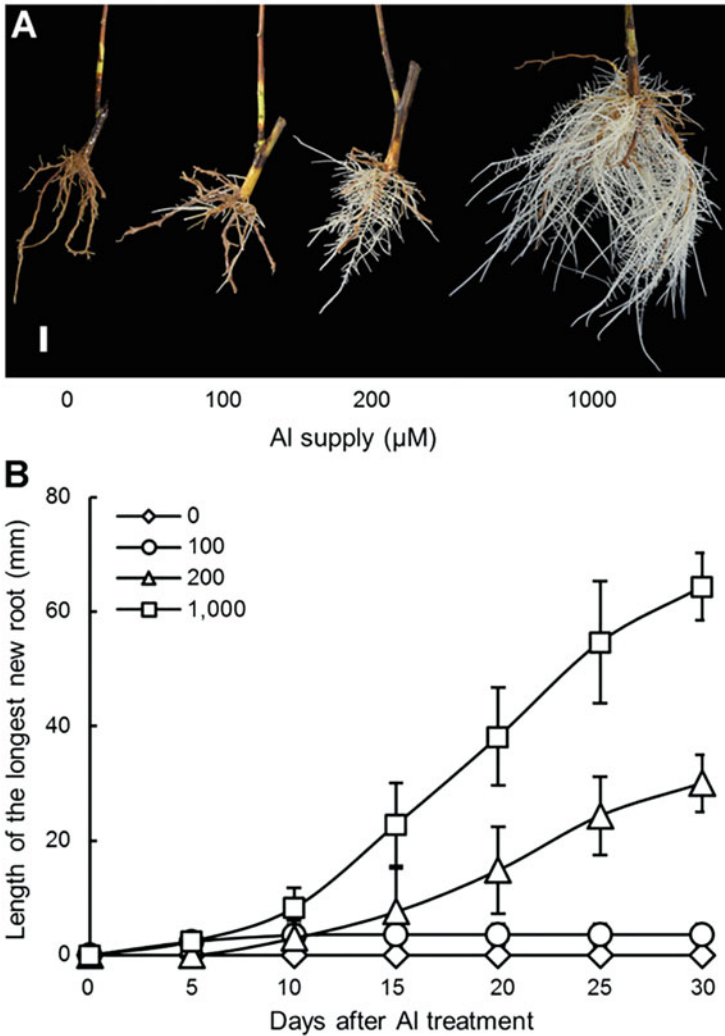 A
0 100 200 1000
Al supply (µM)
B
Length of the longest new root (mm)
80
60
40
20
0
0
100
200
1,000
0 5 10 15 20 25 30
Days after Al treatment